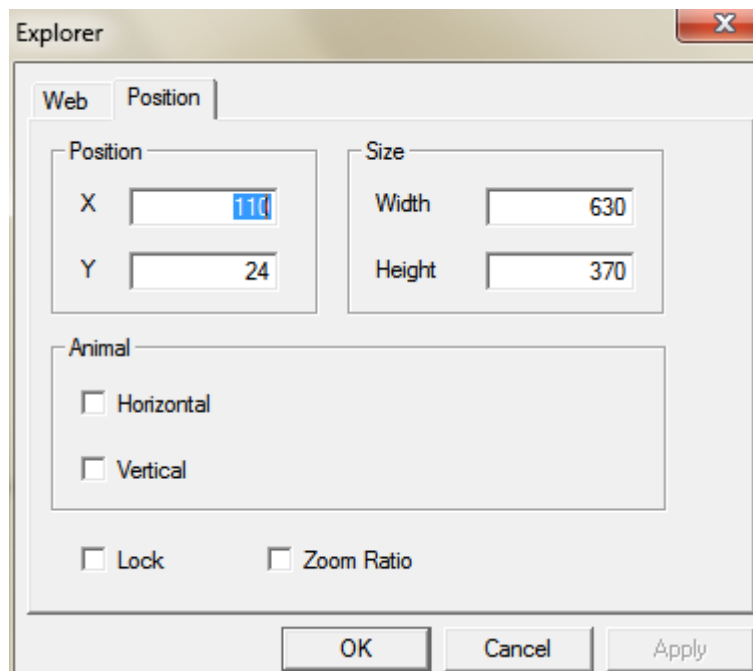 Explorer
Web Position
Position
X 110
Y 24
Size
Width 630
Height 370
Animal
Horizontal
Vertical
Lock Zoom Ratio
OK Cancel Apply